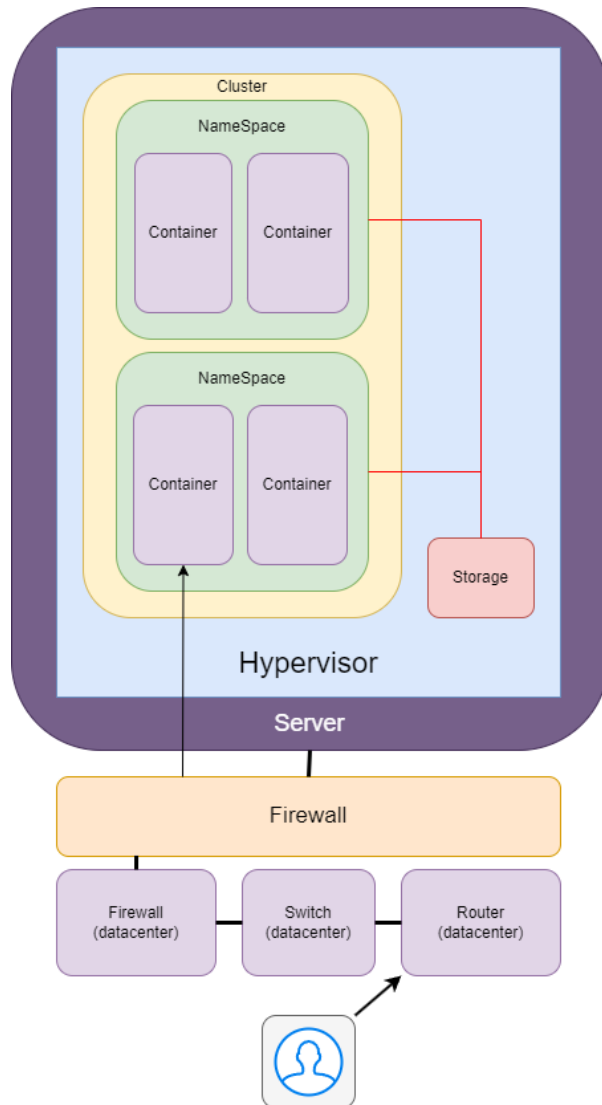 Cluster
NameSpace
Container
Container
NameSpace
Container
Container
Storage
Hypervisor
Server
Firewall
Firewall
(datacenter)
Switch
(datacenter)
Router
(datacenter)